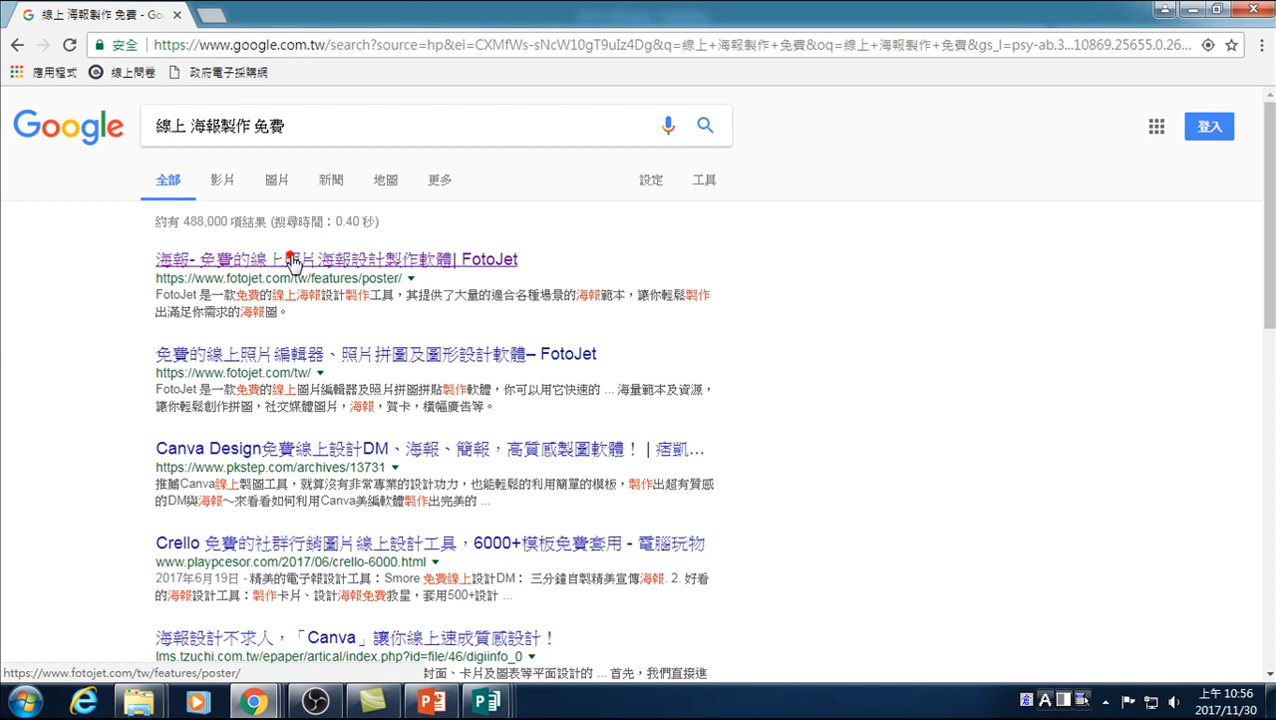 線上 海報製作 免費 - Go
安全 https://www.google.com.tw/search?source=hp&ei=CXMfWs-sNcW10gT9uIz4Dg&q=線上+海報製作+免費&oq=線上+海報製作+免費&gs_l=psy-ab.3...10869.25655.0.26...
應用程式 線上問卷 政府電子採購網
Google 線上 海報製作 免費 登入
全部 影片 圖片 新聞 地圖 更多 設定 工具
約有 488,000 項結果 (搜尋時間：0.40 秒)
海報- 免費的線上照片海報設計製作軟體| FotoJet
https://www.fotojet.com/tw/features/poster/
FotoJet 是一款免費的線上海報設計製作工具，其提供了大量的適合各種場景的海報範本，讓你輕鬆製作
出滿足你需求的海報圖。
免費的線上照片編輯器、照片拼圖及圖形設計軟體– FotoJet
https://www.fotojet.com/tw/
FotoJet 是一款免費的線上圖片編輯器及照片拼圖拼貼製作軟體，你可以用它快速的 ... 海量範本及資源，
讓你輕鬆創作拼圖，社交媒體圖片，海報，賀卡，橫幅廣告等。
Canva Design免費線上設計DM、海報、簡報，高質感製圖軟體！ | 痞凱...
https://www.pkstep.com/archives/13731
推薦Canva線上製圖工具，就算沒有非常專業的設計功力，也能輕鬆的利用簡單的模板，製作出超有質感
的DM與海報～來看看如何利用Canva美編軟體製作出完美的 ...
Crello 免費的社群行銷圖片線上設計工具，6000+模板免費套用 - 電腦玩物
www.playpcesor.com/2017/06/crello-6000.html
2017年6月19日 - 精美的電子報設計工具：Smore 免費線上設計DM： 三分鐘自製精美宣傳海報. 2. 好看
的海報設計工具：製作卡片、設計海報免費救星，套用500+設計 ...
海報設計不求人，「Canva」讓你線上速成質感設計！
lms.tzuchi.com.tw/epaper/artical/index.php?id=file/46/digiinfo_0
https://www.fotojet.com/tw/features/poster/ 封面、卡片及圖表等平面設計的 ... 首先，我們直接進
A 上午 10:56
2017/11/30